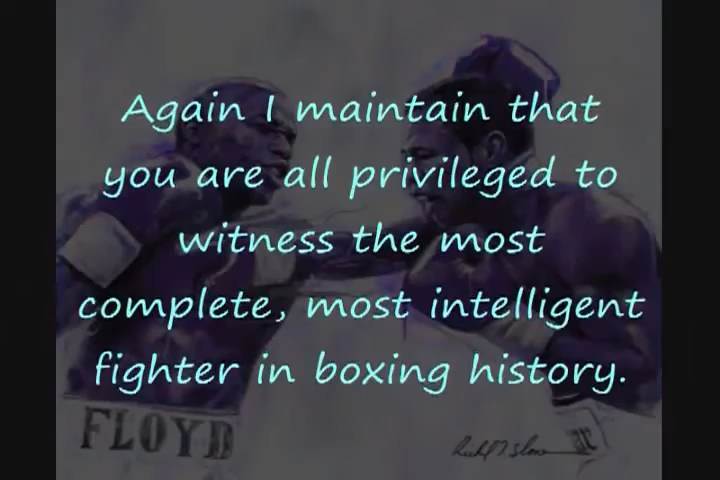 Again I maintain that
you are all privileged to
witness the most
complete, most intelligent
fighter in boxing history.
FLOYD